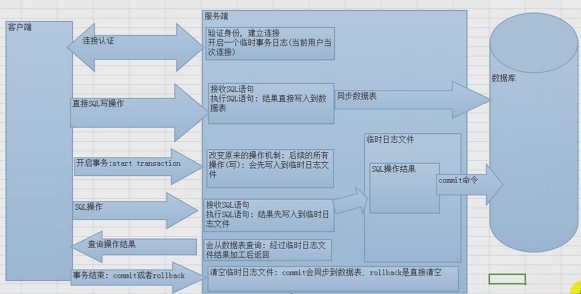 客户端
服务端
连接认证
验证身份，建立连接
开启一个临时事务日志(当前用户当
次连接)
数据库
直接SQL写操作
接收SQL语句
执行SQL语句：结果直接写入到数
据表
同步数据表
开启事务:start transaction
改变原来的操作机制：后续的所有
操作(写)：会先写入到临时日志文
件
临时日志文件
SQL操作结果
commit命令
SQL操作
接收SQL语句
执行SQL语句：结果先写入到临时日
志文件
查询操作结果
会从数据表查询：经过临时日志文
件结果加工后返回
事务结束：commit或者rollback
清空临时日志文件：commit会同步到数据表，rollback是直接清空